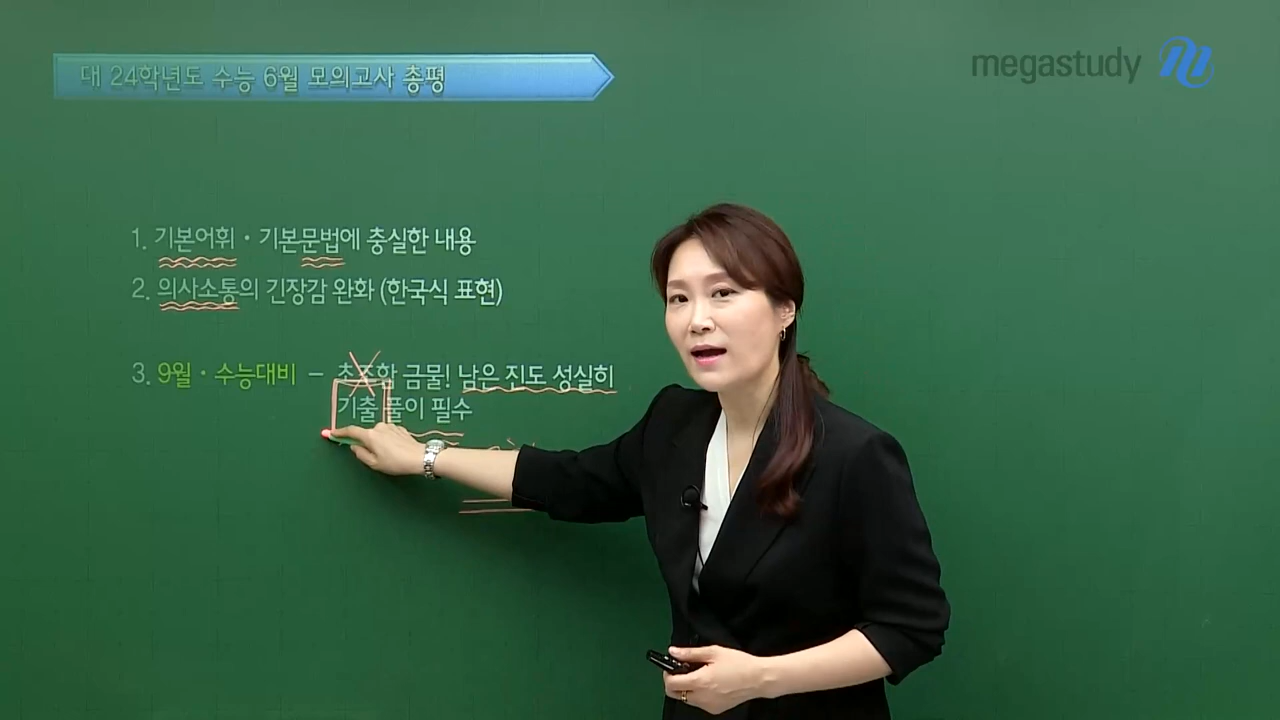 대 24학년도 수능 6월 모의고사 총평
megastudy
1. 기본어휘・기본문법에 충실한 내용
2. 의사소통의 긴장감 완화 (한국식 표현)
3. 9월・수능대비 - 초조함 금물! 남은 진도 성실히
기출 풀이 필수